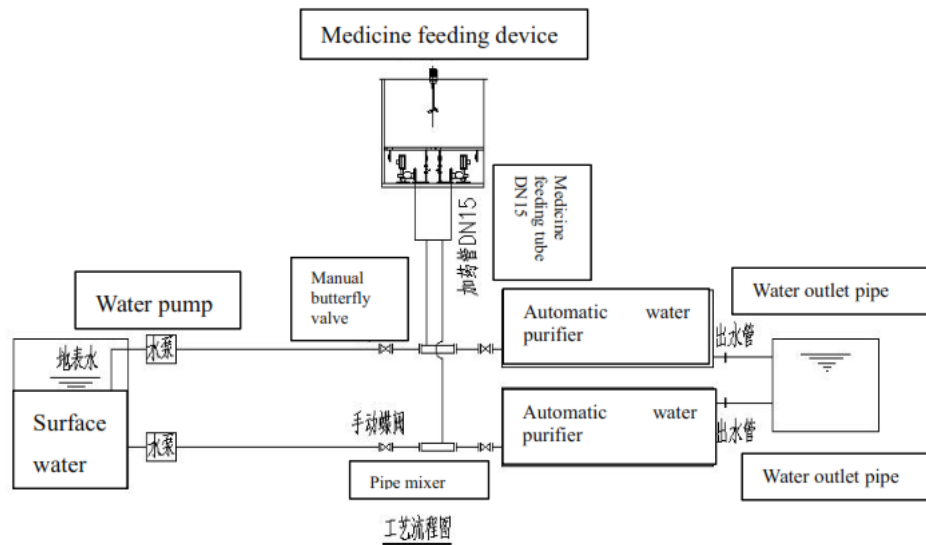 Medicine feeding device
Medicine
feeding tube
DN15
加药管DN15
Manual
butterfly
valve
Water pump
Water outlet pipe
Automatic water
purifier
出水管
地表水
水泵
Surface
water
水泵
手动蝶阀
Automatic water
purifier
出水管
Pipe mixer
Water outlet pipe
工艺流程图